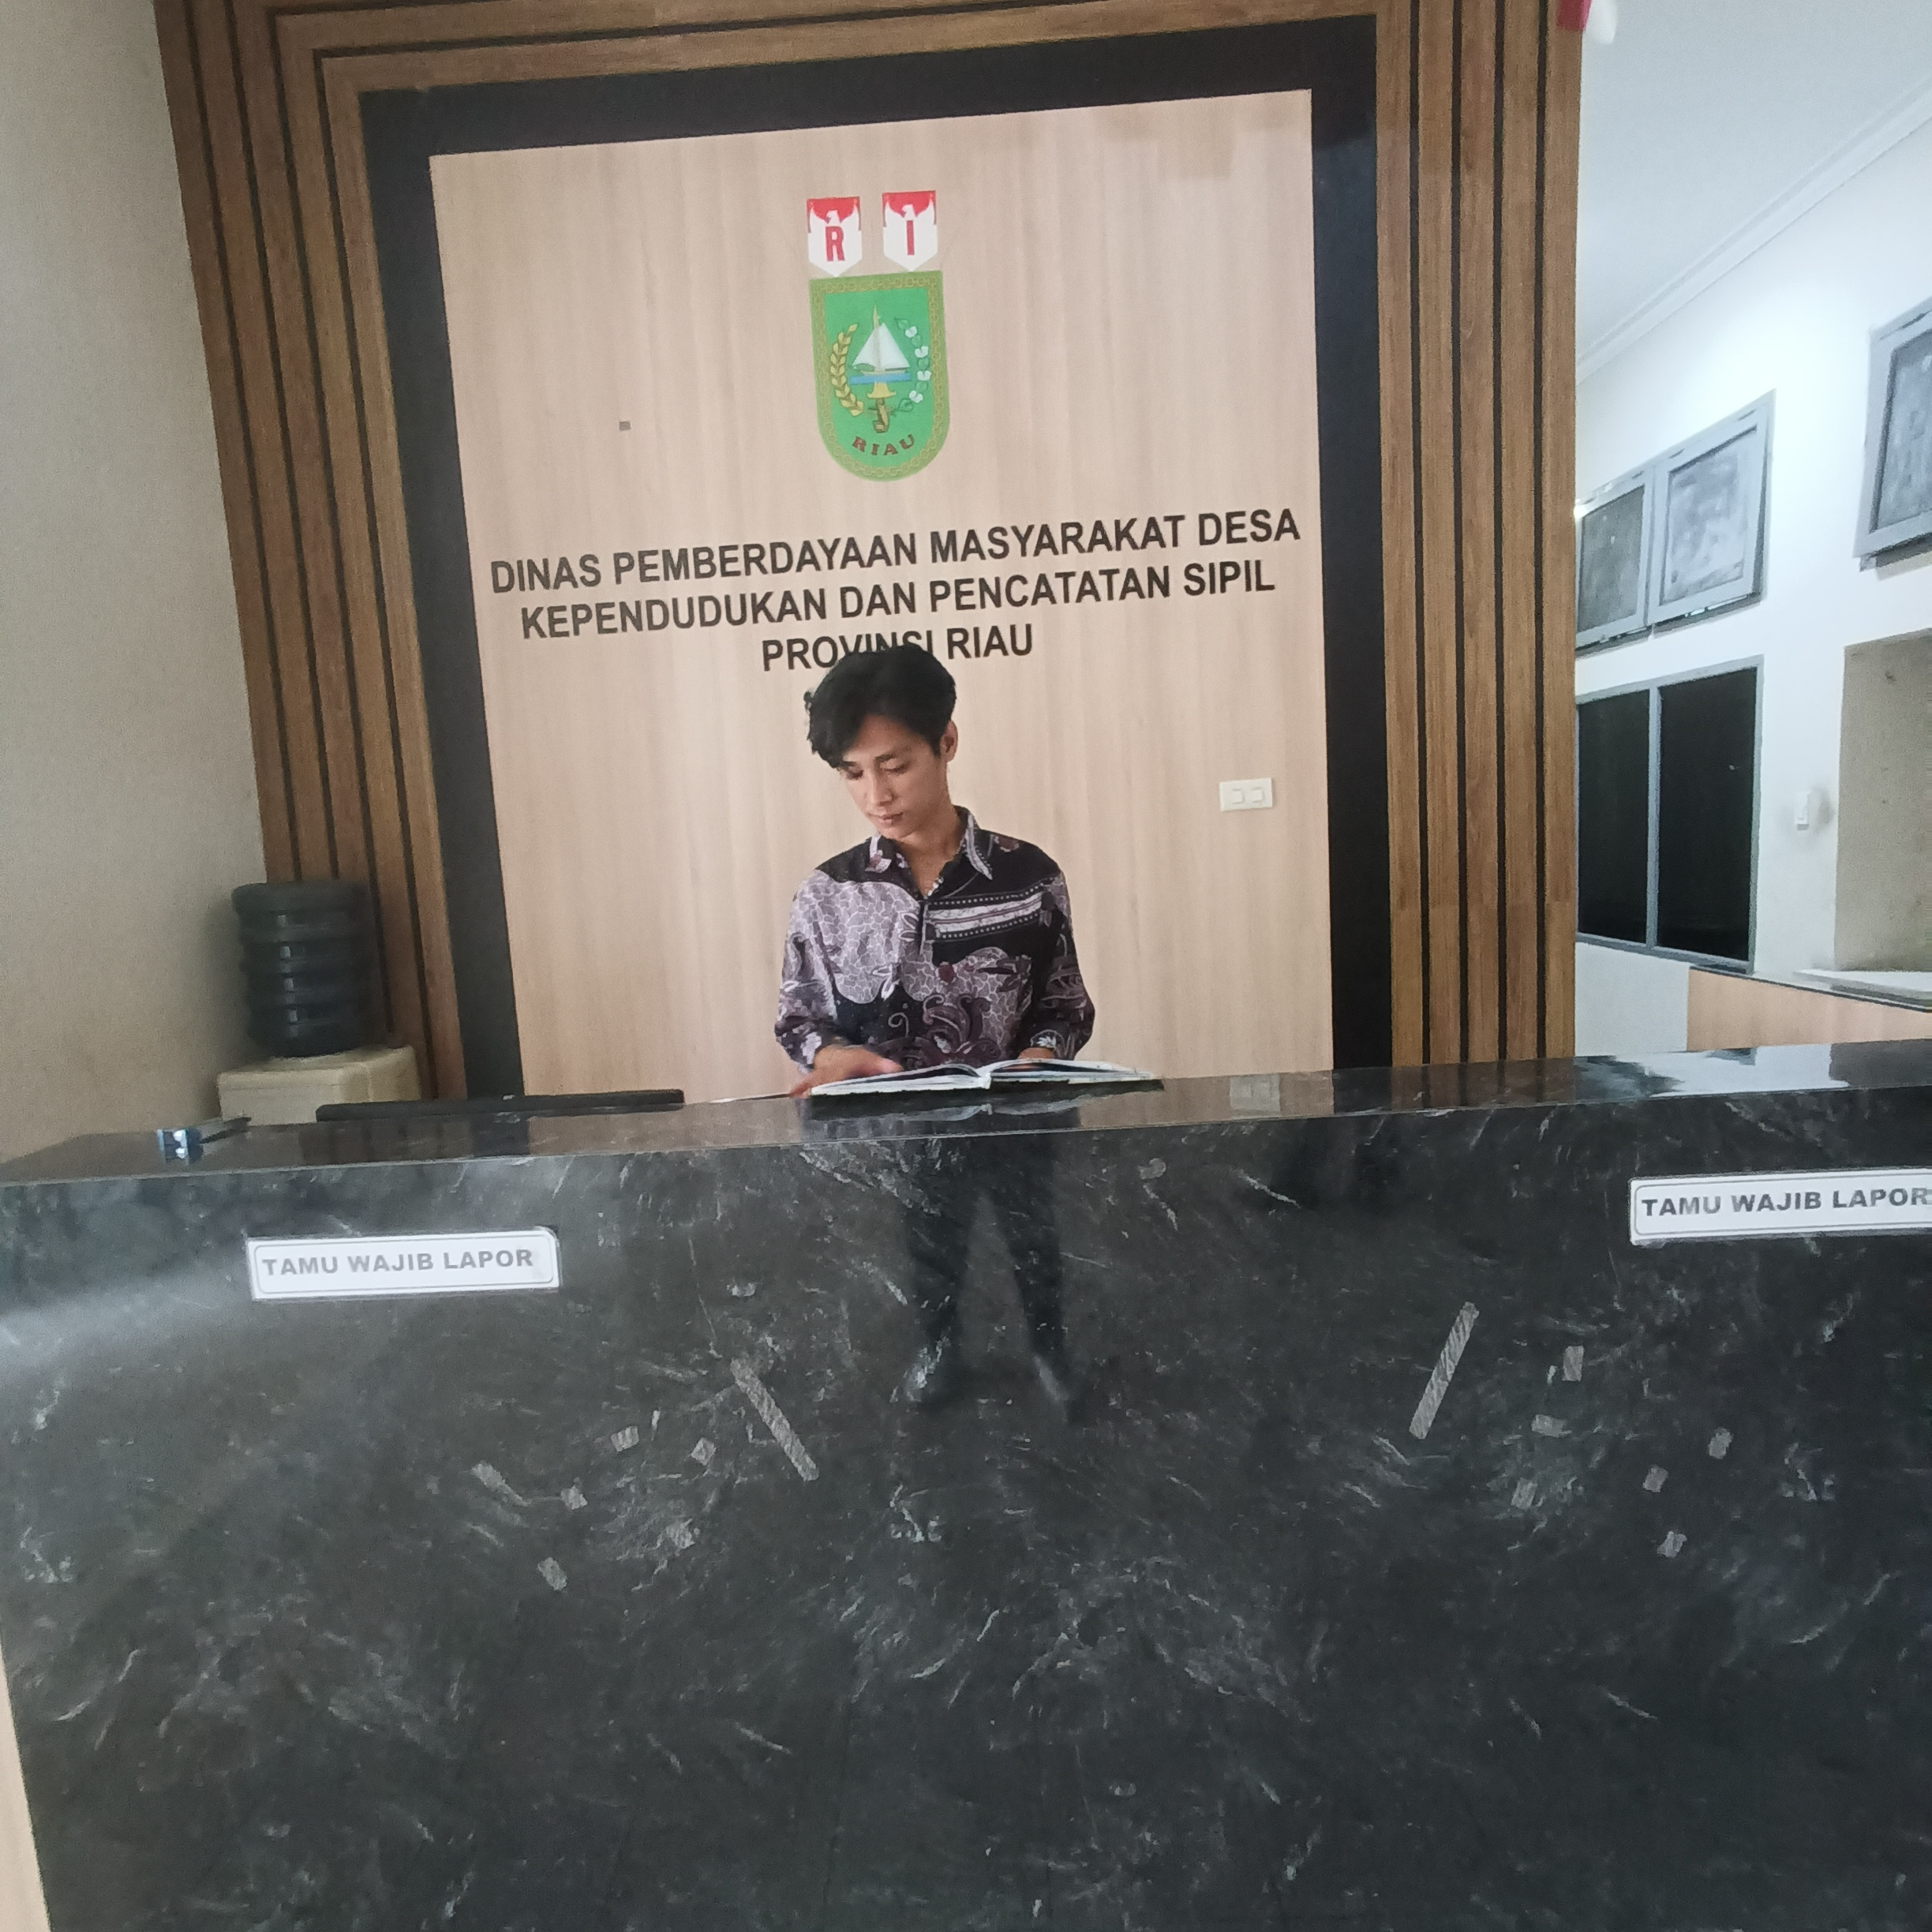 R I
RIAU
DINAS PEMBERDAYAAN MASYARAKAT DESA
KEPENDUDUKAN DAN PENCATATAN SIPIL
PROVINSI RIAU
TAMU WAJIB LAPOR
TAMU WAJIB LAPOR